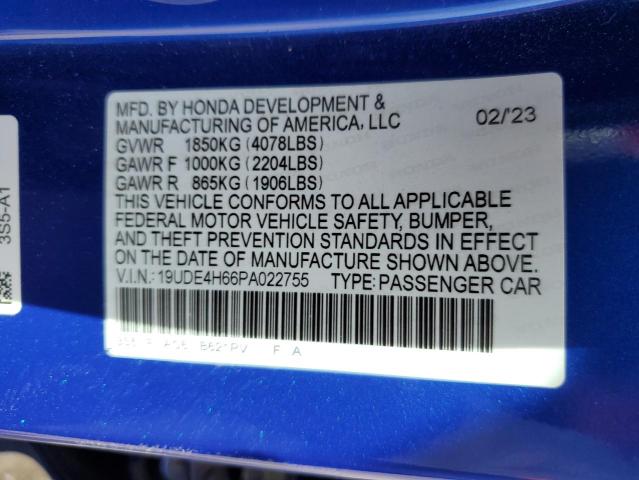 MFD. BY HONDA DEVELOPMENT &
MANUFACTURING OF AMERICA, LLC 02/'23
GVWR 1850KG (4078LBS)
GAWR F 1000KG (2204LBS)
GAWR R 865KG (1906LBS)
THIS VEHICLE CONFORMS TO ALL APPLICABLE
FEDERAL MOTOR VEHICLE SAFETY, BUMPER,
AND THEFT PREVENTION STANDARDS IN EFFECT
ON THE DATE OF MANUFACTURE SHOWN ABOVE.
V.I.N.: 19UDE4H66PA022755 TYPE: PASSENGER CAR
B621PV F A
3S5-A1